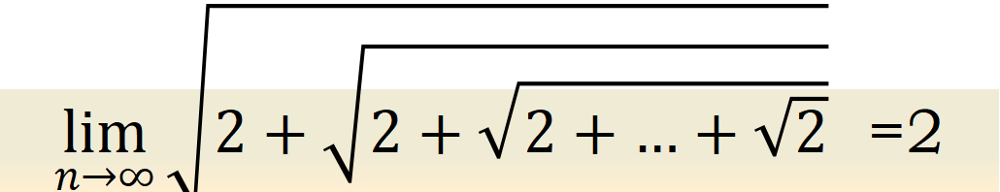 lim n→∞ √(2 + √(2 + √(2 + ... + √2))) =2